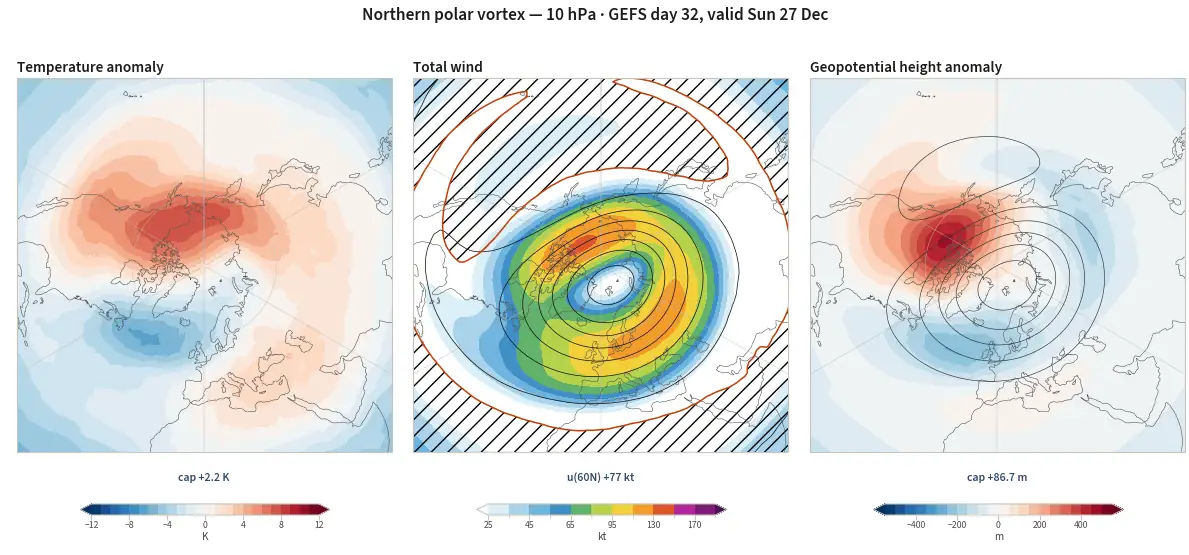 Northern polar vortex — 10 hPa · GEFS day 32, valid Sun 27 Dec
Temperature anomaly
Total wind
Geopotential height anomaly
cap +2.2 K
u(60N) +77 kt
cap +86.7 m
−12 −8 −4 0 4 8 12
K
25 45 65 95 130 170
kt
−400 −200 0 200 400
m